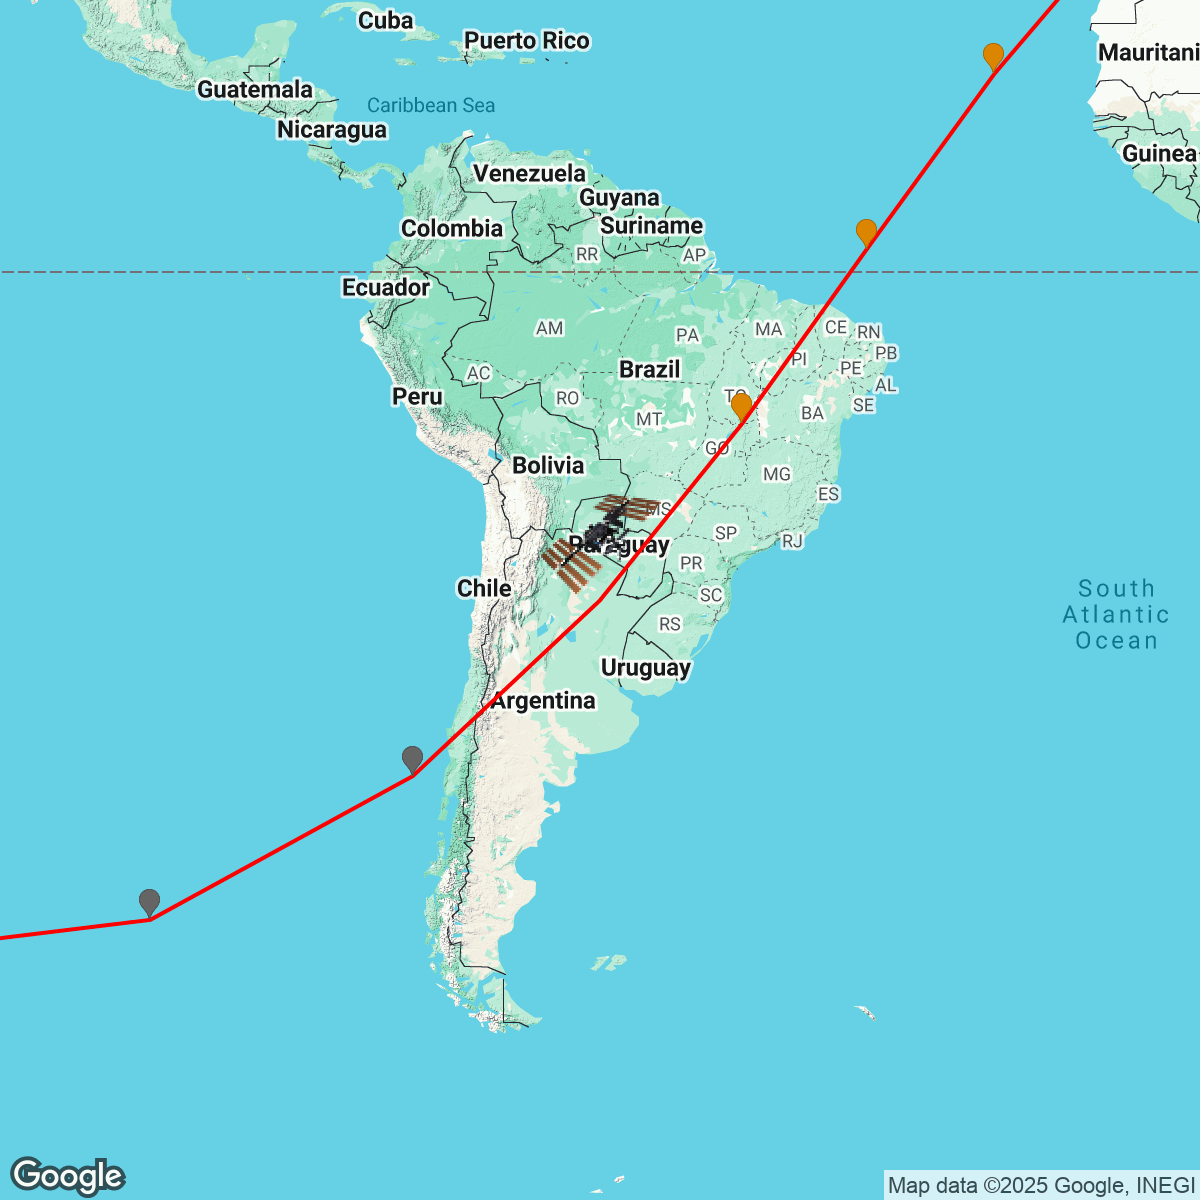 Cuba
Puerto Rico
Mauritani
Guatemala
Caribbean Sea
Nicaragua
Guinea
Venezuela
Guyana
Colombia
Suriname
RR
AP
Ecuador
AM
PA
MA
CE
RN
PI
PB
Brazil
PE
AC
AL
Peru
RO
TO
SE
MT
BA
GO
Bolivia
MG
ES
MS
SP
RJ
Paraguay
PR
Chile
SC
South
Atlantic
Ocean
RS
Uruguay
Argentina
Google
Map data ©2025 Google, INEGI